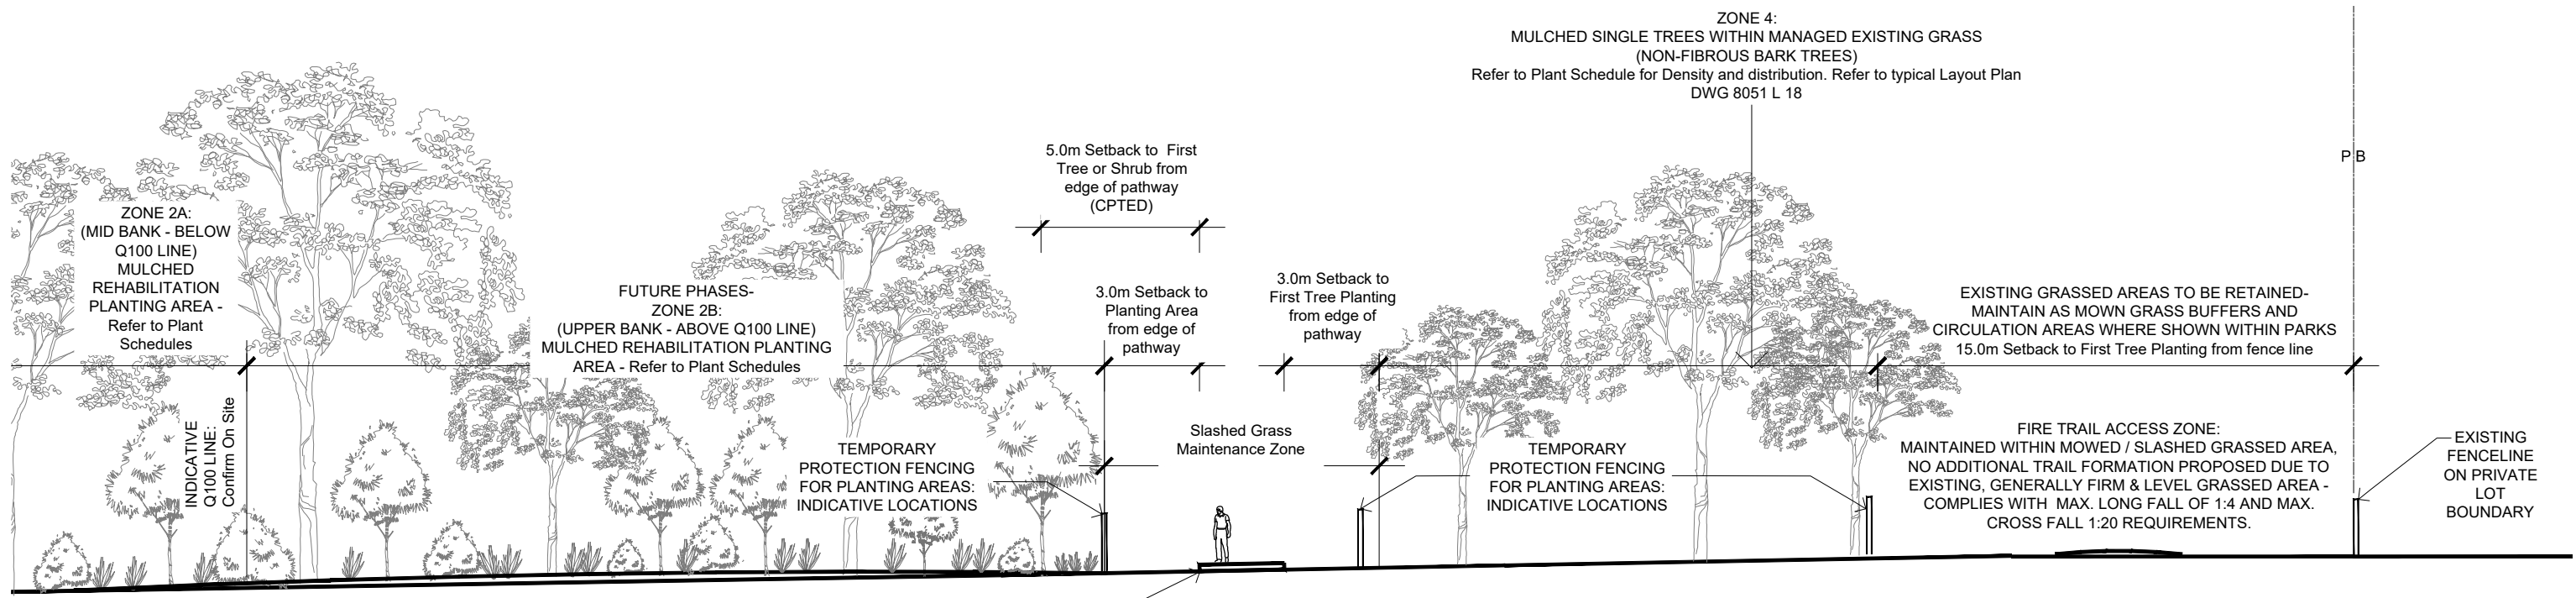 ZONE 2A:
(MID BANK - BELOW
Q100 LINE)
MULCHED
REHABILITATION
PLANTING AREA -
Refer to Plant
Schedules
INDICATIVE
Q100 LINE:
Confirm On Site
FUTURE PHASES-
ZONE 2B:
(UPPER BANK - ABOVE Q100 LINE)
MULCHED REHABILITATION PLANTING
AREA - Refer to Plant Schedules
TEMPORARY
PROTECTION FENCING
FOR PLANTING AREAS:
INDICATIVE LOCATIONS
5.0m Setback to First
Tree or Shrub from
edge of pathway
(CPTED)
3.0m Setback to
Planting Area
from edge of
pathway
3.0m Setback to
First Tree Planting
from edge of
pathway
Slashed Grass
Maintenance Zone
TEMPORARY
PROTECTION FENCING
FOR PLANTING AREAS:
INDICATIVE LOCATIONS
ZONE 4:
MULCHED SINGLE TREES WITHIN MANAGED EXISTING GRASS
(NON-FIBROUS BARK TREES)
Refer to Plant Schedule for Density and distribution. Refer to typical Layout Plan
DWG 8051 L 18
EXISTING GRASSED AREAS TO BE RETAINED-
MAINTAIN AS MOWN GRASS BUFFERS AND
CIRCULATION AREAS WHERE SHOWN WITHIN PARKS
15.0m Setback to First Tree Planting from fence line
FIRE TRAIL ACCESS ZONE:
MAINTAINED WITHIN MOWED / SLASHED GRASSED AREA,
NO ADDITIONAL TRAIL FORMATION PROPOSED DUE TO
EXISTING, GENERALLY FIRM & LEVEL GRASSED AREA -
COMPLIES WITH MAX. LONG FALL OF 1:4 AND MAX.
CROSS FALL 1:20 REQUIREMENTS.
P B
EXISTING
FENCELINE
ON PRIVATE
LOT
BOUNDARY